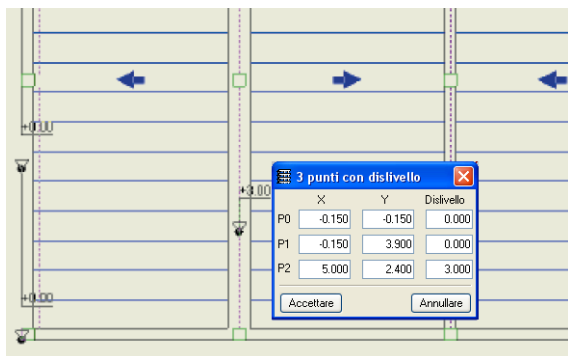 +0.00
3 punti con dislivello
+3.00
X Y Dislivello
P0 -0.150 -0.150 0.000
P1 -0.150 3.900 0.000
P2 5.000 2.400 3.000
+0.00
Accettare Annullare